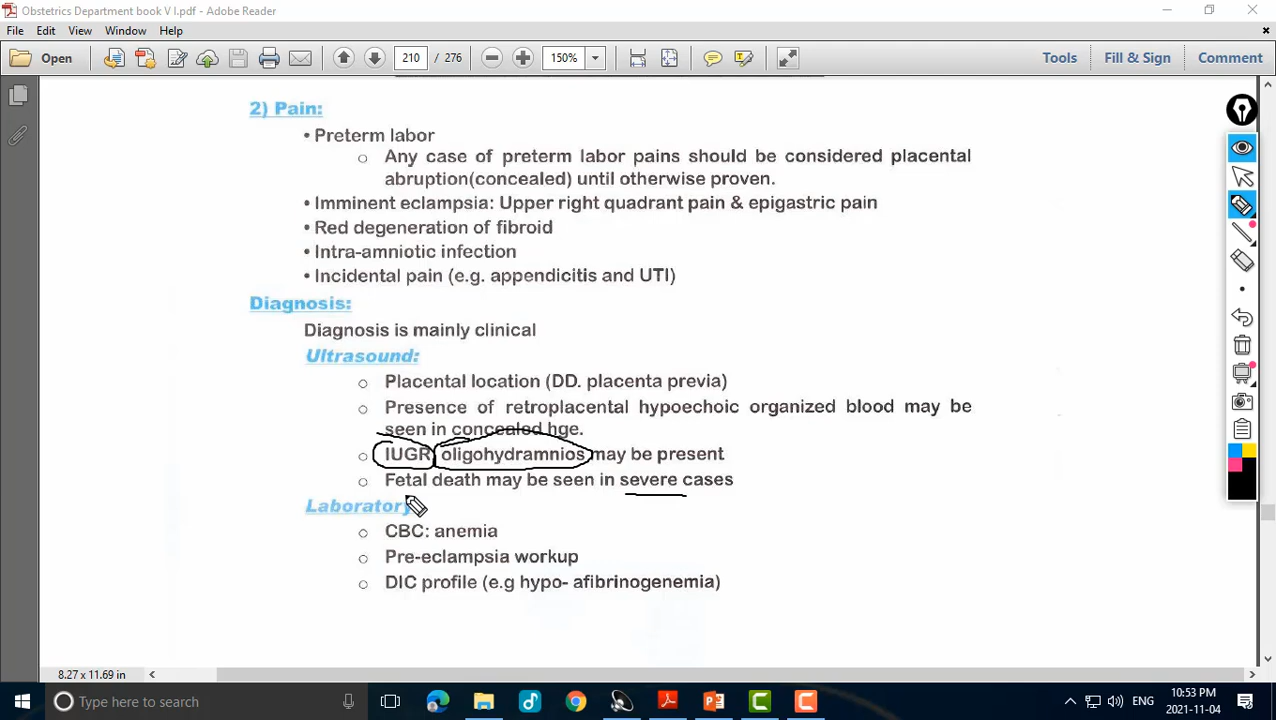 Obstetrics Department book V I.pdf - Adobe Reader
File Edit View Window Help
Open 210 / 276 150% Tools Fill & Sign Comment
2) Pain:
• Preterm labor
o Any case of preterm labor pains should be considered placental
abruption(concealed) until otherwise proven.
• Imminent eclampsia: Upper right quadrant pain & epigastric pain
• Red degeneration of fibroid
• Intra-amniotic infection
• Incidental pain (e.g. appendicitis and UTI)
Diagnosis:
Diagnosis is mainly clinical
Ultrasound:
o Placental location (DD. placenta previa)
o Presence of retroplacental hypoechoic organized blood may be
seen in concealed hge.
o IUGR oligohydramnios may be present
o Fetal death may be seen in severe cases
Laboratory
o CBC: anemia
o Pre-eclampsia workup
o DIC profile (e.g hypo- afibrinogenemia)
8.27 x 11.69 in
Type here to search
ENG
10:53 PM
2021-11-04